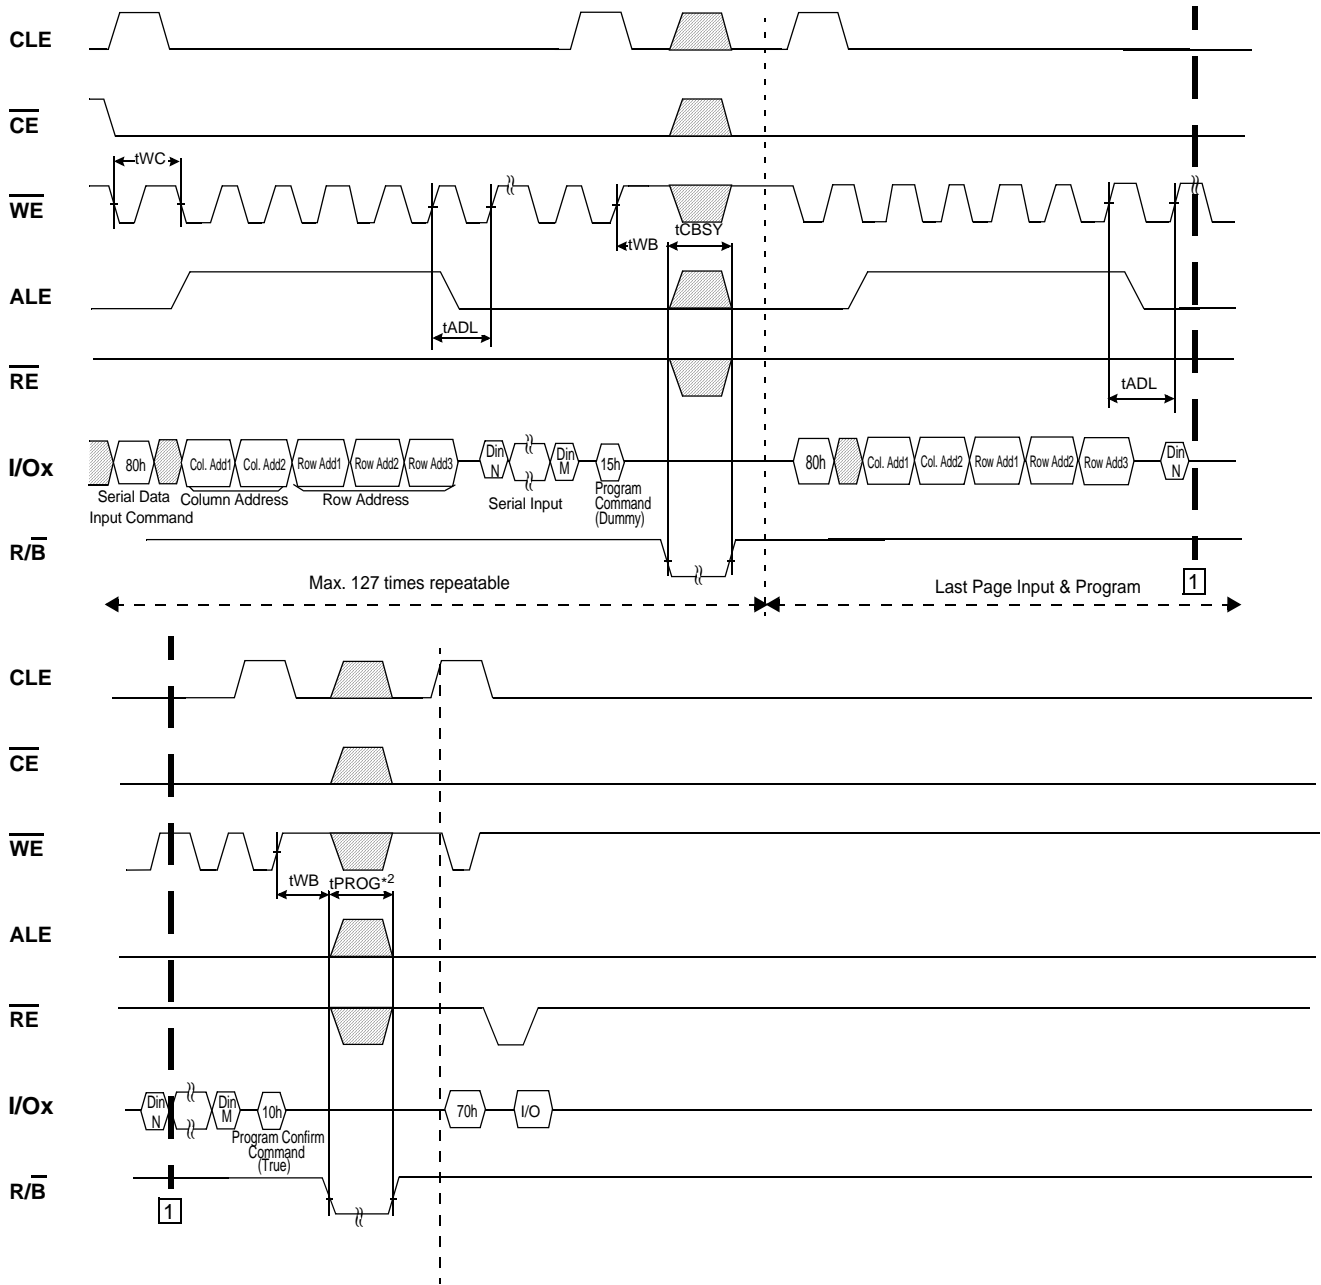 CLE
CE
tWC
WE
tWB
tCBSY
ALE
tADL
RE
tADL
I/Ox
80h Col. Add1 Col. Add2 Row Add1 Row Add2 Row Add3 Din N Din M 15h 80h Col. Add1 Col. Add2 Row Add1 Row Add2 Row Add3 Din N
Serial Data
Input Command
Column Address
Row Address
Serial Input
Program
Command
(Dummy)
R/B
Max. 127 times repeatable
Last Page Input & Program
1
CLE
CE
WE
tWB
tPROG*2
ALE
RE
I/Ox
Din N Din M 10h 70h I/O
Program Confirm
Command
(True)
R/B
1